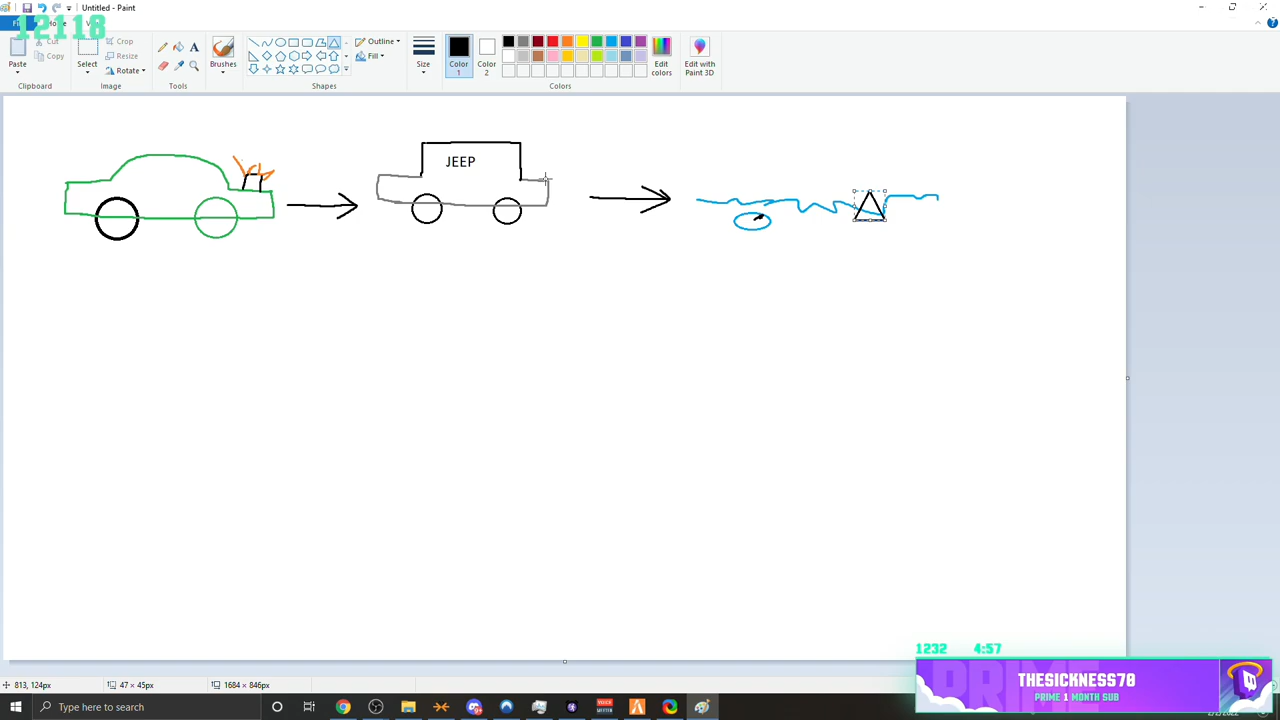 Untitled - Paint
12118
Paste
Cut
Copy
Clipboard
Select
Crop
Resize
Rotate
Image
Tools
Brushes
Shapes
Outline
Fill
Size
Color 1
Color 2
Edit colors
Colors
Edit with Paint 3D
JEEP
1232 4:57
PRIME
THESICKNESS78
PRIME 1 MONTH SUB
813, 124px
47 × 45px
1684 × 846px
Type here to search